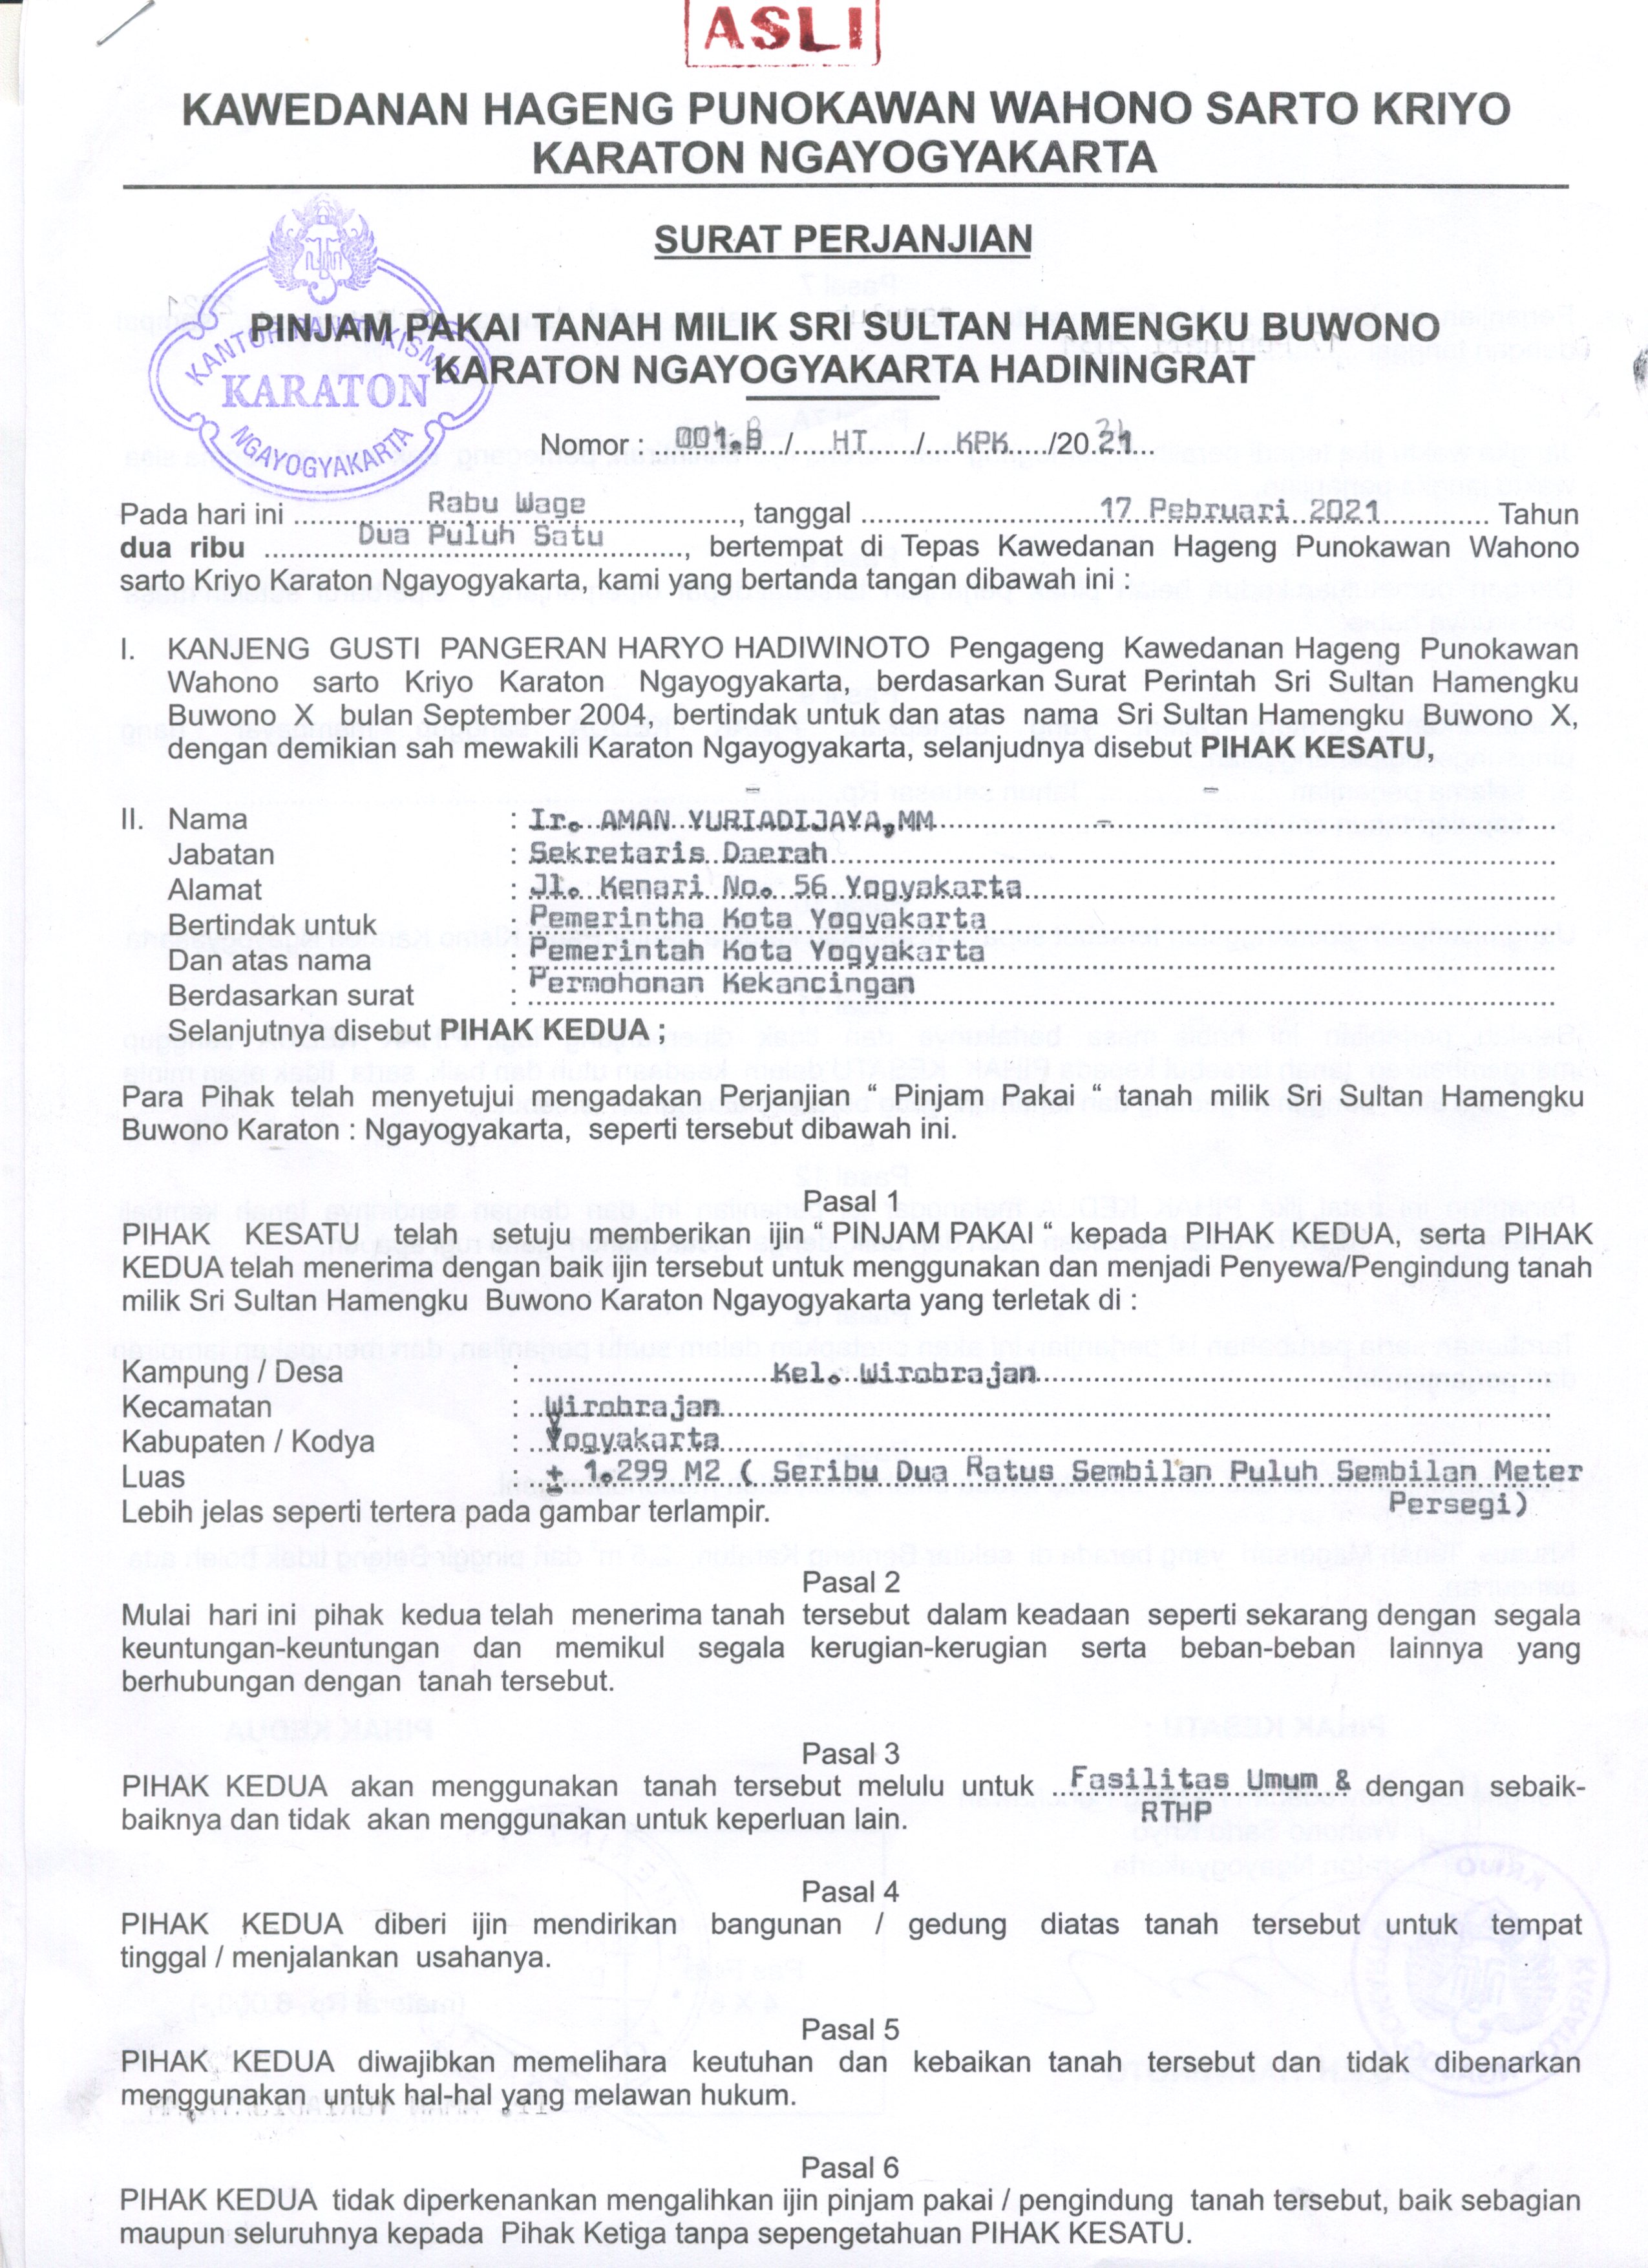 ASLI
KAWEDANAN HAGENG PUNOKAWAN WAHONO SARTO KRIYO
KARATON NGAYOGYAKARTA
SURAT PERJANJIAN
PINJAM PAKAI TANAH MILIK SRI SULTAN HAMENGKU BUWONO
KARATON NGAYOGYAKARTA HADININGRAT
KARATON
NGAYOGYAKARTA
Nomor : 001.B / HT / KPK /20 21
Pada hari ini Rabu Wage, tanggal 17 Pebruari 2021 Tahun
dua ribu Dua Puluh Satu, bertempat di Tepas Kawedanan Hageng Punokawan Wahono
sarto Kriyo Karaton Ngayogyakarta, kami yang bertanda tangan dibawah ini :
I. KANJENG GUSTI PANGERAN HARYO HADIWINOTO Pengageng Kawedanan Hageng Punokawan
Wahono sarto Kriyo Karaton Ngayogyakarta, berdasarkan Surat Perintah Sri Sultan Hamengku
Buwono X bulan September 2004, bertindak untuk dan atas nama Sri Sultan Hamengku Buwono X,
dengan demikian sah mewakili Karaton Ngayogyakarta, selanjudnya disebut PIHAK KESATU,
II. Nama : Ir. AMAN YURIADIJAYA,MM
Jabatan : Sekretaris Daerah
Alamat : Jl. Kenari No. 56 Yogyakarta
Bertindak untuk : Pemerintha Kota Yogyakarta
Dan atas nama : Pemerintah Kota Yogyakarta
Berdasarkan surat : Permohonan Kekancingan
Selanjutnya disebut PIHAK KEDUA ;
Para Pihak telah menyetujui mengadakan Perjanjian “ Pinjam Pakai “ tanah milik Sri Sultan Hamengku
Buwono Karaton : Ngayogyakarta, seperti tersebut dibawah ini.
Pasal 1
PIHAK KESATU telah setuju memberikan ijin “ PINJAM PAKAI “ kepada PIHAK KEDUA, serta PIHAK
KEDUA telah menerima dengan baik ijin tersebut untuk menggunakan dan menjadi Penyewa/Pengindung tanah
milik Sri Sultan Hamengku Buwono Karaton Ngayogyakarta yang terletak di :
Kampung / Desa : Kel. Wirobrajan
Kecamatan : Wirobrajan
Kabupaten / Kodya : Yogyakarta
Luas : ± 1.299 M2 ( Seribu Dua Ratus Sembilan Puluh Sembilan Meter
Persegi)
Lebih jelas seperti tertera pada gambar terlampir.
Pasal 2
Mulai hari ini pihak kedua telah menerima tanah tersebut dalam keadaan seperti sekarang dengan segala
keuntungan-keuntungan dan memikul segala kerugian-kerugian serta beban-beban lainnya yang
berhubungan dengan tanah tersebut.
Pasal 3
PIHAK KEDUA akan menggunakan tanah tersebut melulu untuk Fasilitas Umum & dengan sebaik-
RTHP
baiknya dan tidak akan menggunakan untuk keperluan lain.
Pasal 4
PIHAK KEDUA diberi ijin mendirikan bangunan / gedung diatas tanah tersebut untuk tempat
tinggal / menjalankan usahanya.
Pasal 5
PIHAK KEDUA diwajibkan memelihara keutuhan dan kebaikan tanah tersebut dan tidak dibenarkan
menggunakan untuk hal-hal yang melawan hukum.
Pasal 6
PIHAK KEDUA tidak diperkenankan mengalihkan ijin pinjam pakai / pengindung tanah tersebut, baik sebagian
maupun seluruhnya kepada Pihak Ketiga tanpa sepengetahuan PIHAK KESATU.